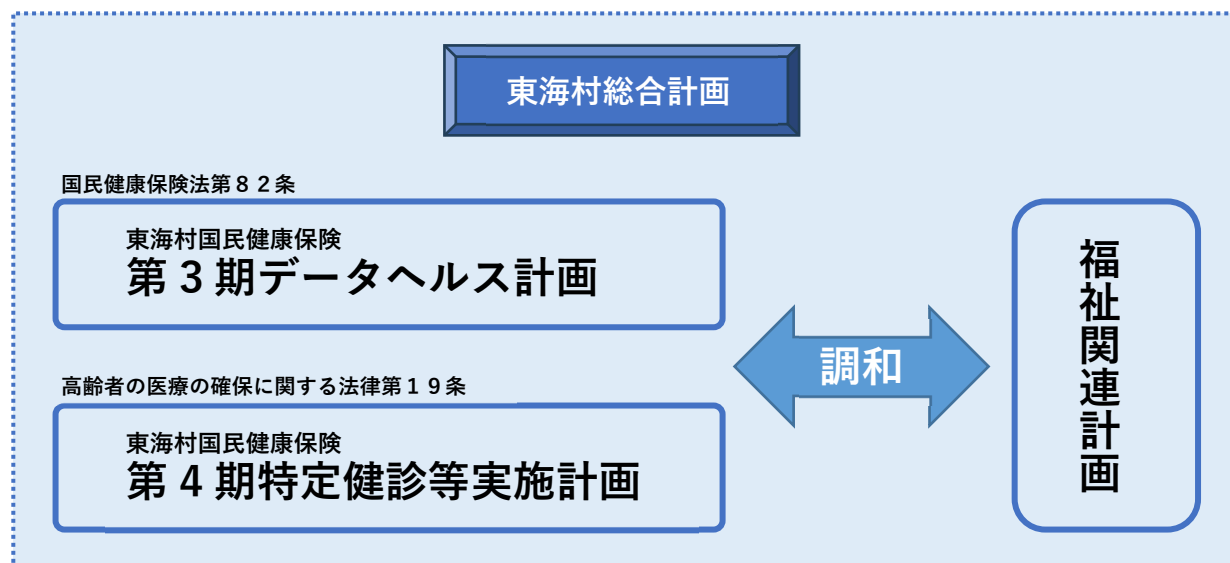 東海村総合計画
国民健康保険法第８２条
東海村国民健康保険
第３期データヘルス計画
高齢者の医療の確保に関する法律第１９条
東海村国民健康保険
第４期特定健診等実施計画
調和
福祉関連計画